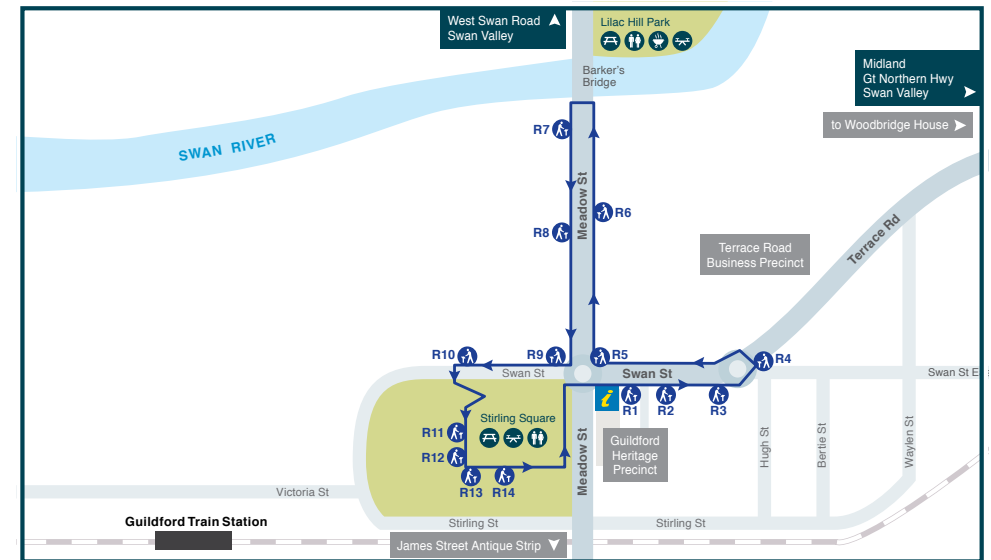 West Swan Road
Swan Valley
Lilac Hill Park
Barker's
Bridge
Midland
Gt Northern Hwy
Swan Valley
to Woodbridge House
SWAN RIVER
R7
Meadow St
R6
R8
Terrace Road
Business Precinct
Terrace Rd
R10
R9
R5
R4
Swan St
Swan St
Swan St E
i
R1
R2
R3
Stirling Square
R11
R12
R13
R14
Meadow St
Guildford
Heritage
Precinct
Hugh St
Bertie St
Waylen St
Victoria St
Guildford Train Station
Stirling St
Stirling St
James Street Antique Strip